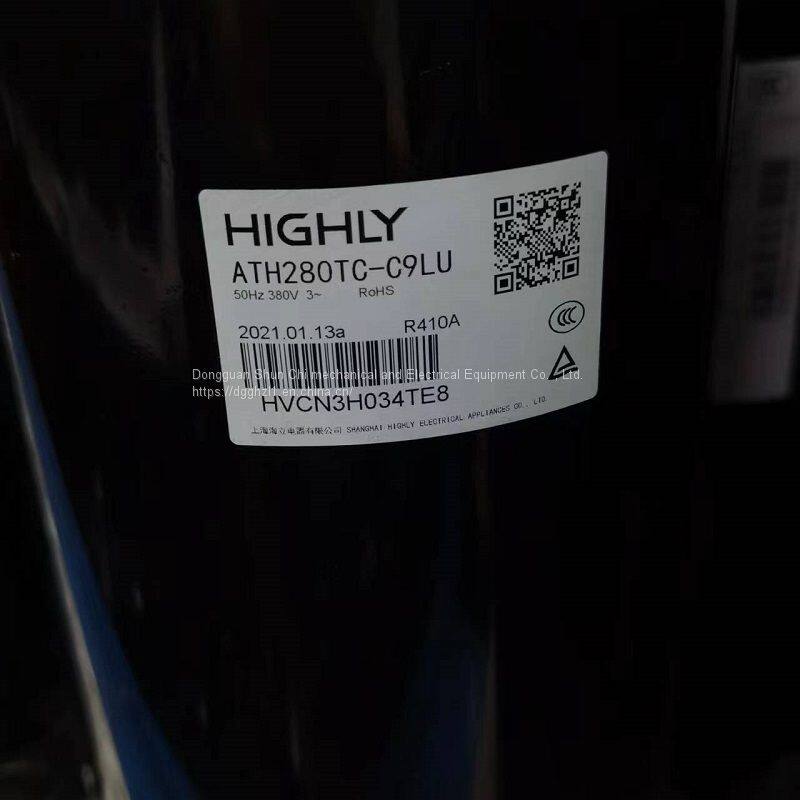 HIGHLY
ATH280TC-C9LU
50Hz 380V 3~ RoHS
2021.01.13a R410A
Dongguan Shun Chi mechanical and Electrical Equipment Co., Ltd.
https://dgghzl1.en.china.cn/
HVCN3H034TE8
上海海立电器有限公司 SHANGHAI HIGHLY ELECTRICAL APPLIANCES CO., LTD.
CCC